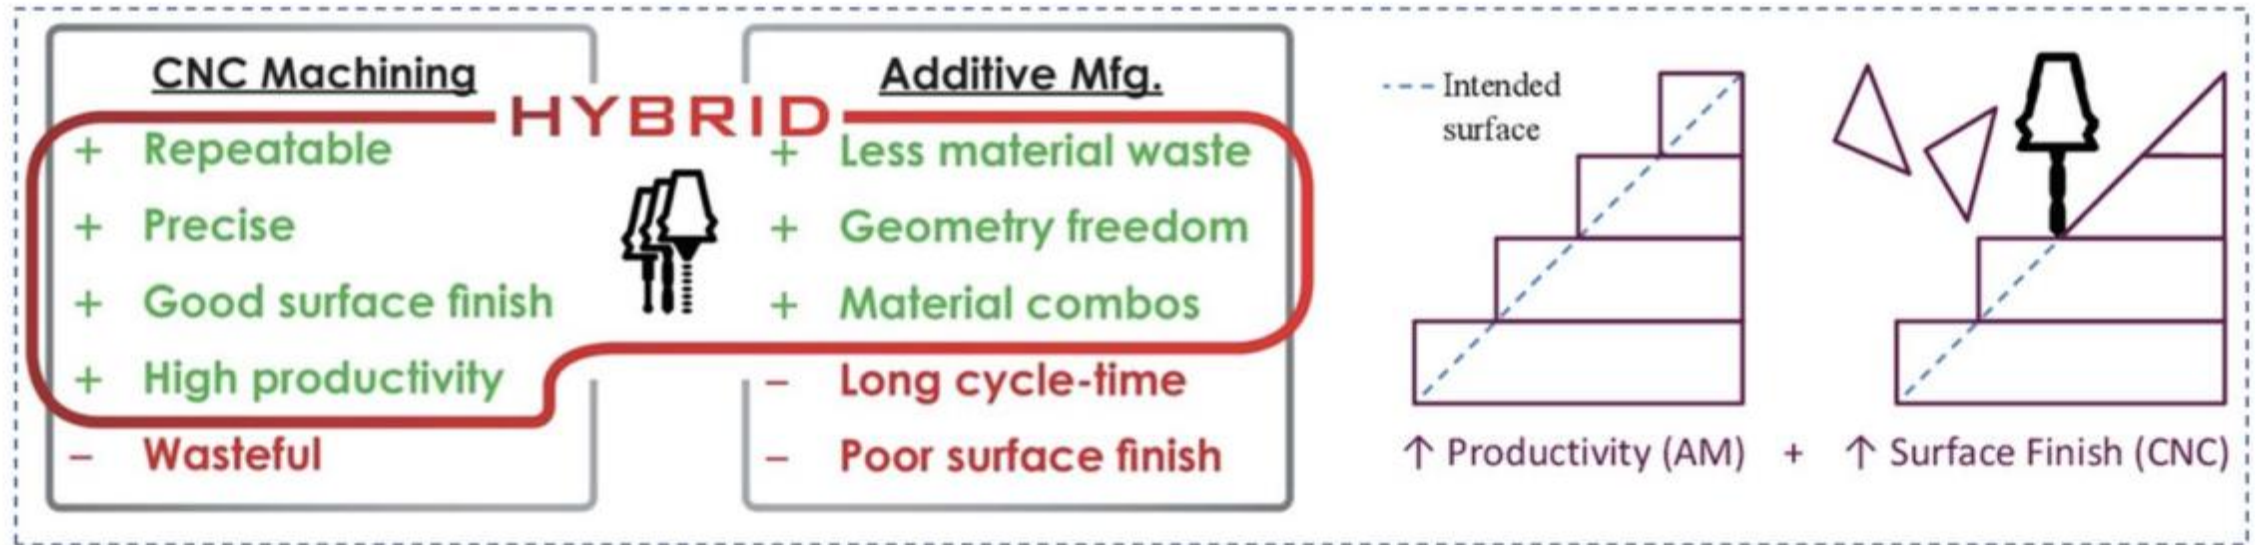 CNC Machining
+ Repeatable
+ Precise
+ Good surface finish
+ High productivity
− Wasteful
HYBRID
Additive Mfg.
+ Less material waste
+ Geometry freedom
+ Material combos
− Long cycle-time
− Poor surface finish
Intended
surface
↑ Productivity (AM) + ↑ Surface Finish (CNC)